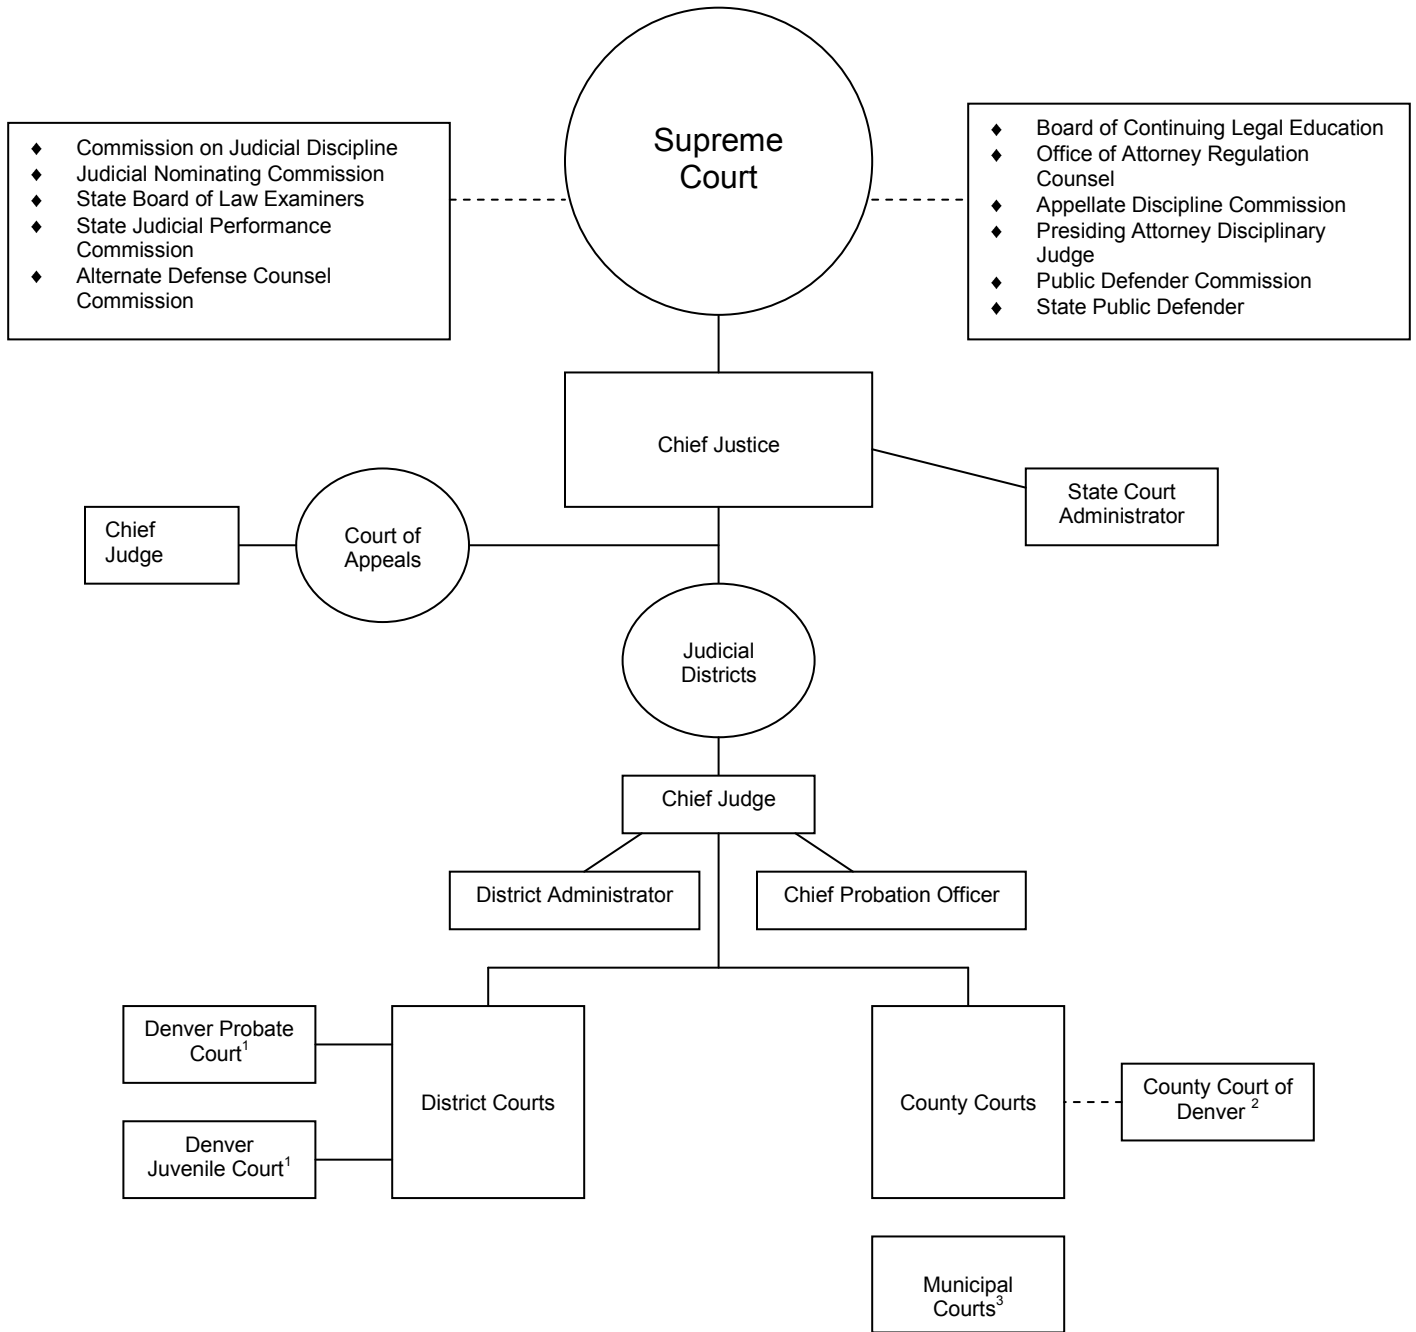 Supreme
Court
♦ Commission on Judicial Discipline
♦ Judicial Nominating Commission
♦ State Board of Law Examiners
♦ State Judicial Performance
Commission
♦ Alternate Defense Counsel
Commission
♦ Board of Continuing Legal Education
♦ Office of Attorney Regulation
Counsel
♦ Appellate Discipline Commission
♦ Presiding Attorney Disciplinary
Judge
♦ Public Defender Commission
♦ State Public Defender
Chief Justice
State Court
Administrator
Chief
Judge
Court of
Appeals
Judicial
Districts
Chief Judge
District Administrator
Chief Probation Officer
Denver Probate
Court¹
Denver
Juvenile Court¹
District Courts
County Courts
County Court of
Denver ²
Municipal
Courts³